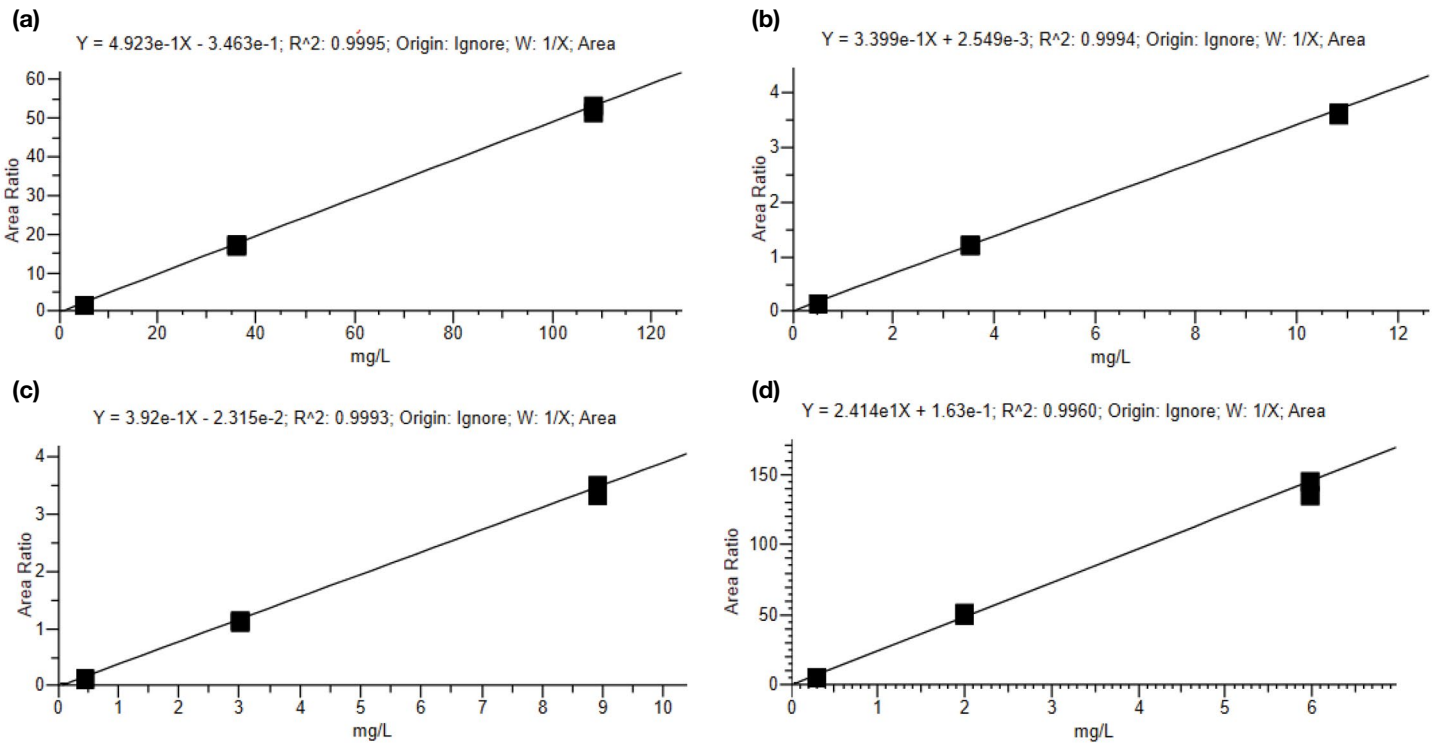 (a)
Y = 4.923e-1X - 3.463e-1; R^2: 0.9995; Origin: Ignore; W: 1/X; Area
60
50
40
30
20
10
0
Area Ratio
0 20 40 60 80 100 120
mg/L
(b)
Y = 3.399e-1X + 2.549e-3; R^2: 0.9994; Origin: Ignore; W: 1/X; Area
4
3
2
1
0
Area Ratio
0 2 4 6 8 10 12
mg/L
(c)
Y = 3.92e-1X - 2.315e-2; R^2: 0.9993; Origin: Ignore; W: 1/X; Area
4
3
2
1
0
Area Ratio
0 1 2 3 4 5 6 7 8 9 10
mg/L
(d)
Y = 2.414e1X + 1.63e-1; R^2: 0.9960; Origin: Ignore; W: 1/X; Area
150
100
50
0
Area Ratio
0 1 2 3 4 5 6
mg/L